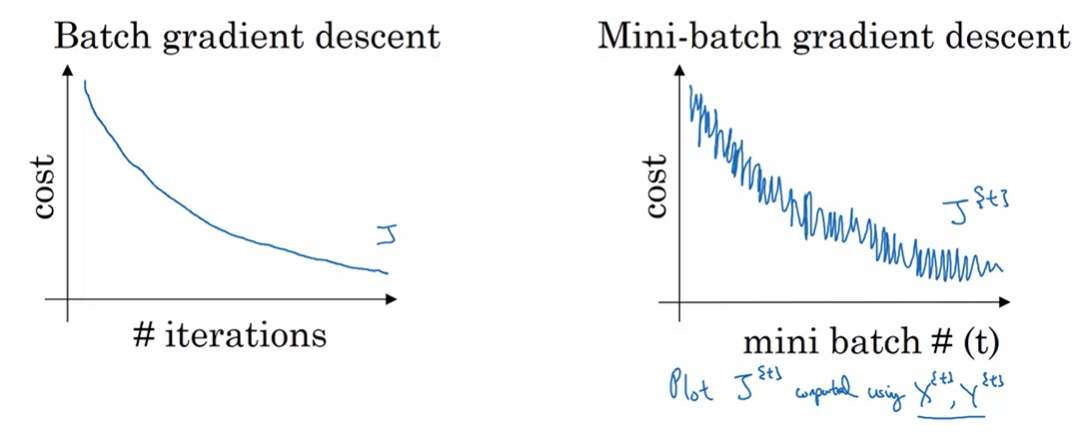 Batch gradient descent
cost
J
# iterations
Mini-batch gradient descent
cost
J^{t}
mini batch # (t)
Plot J^{t} computed using X^{t}, Y^{t}